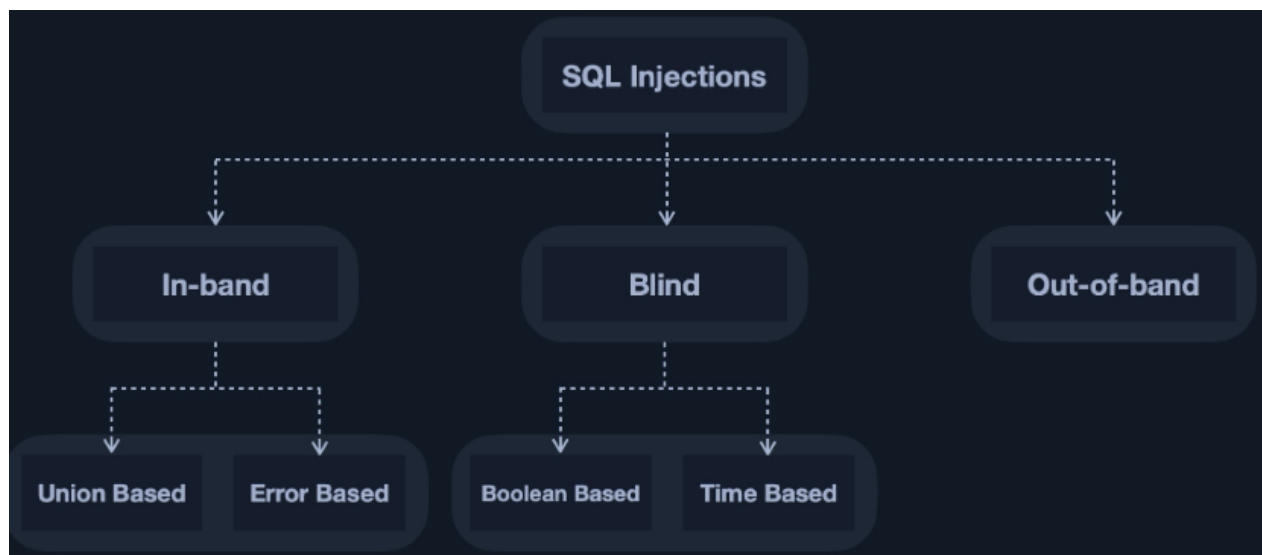 SQL Injections
In-band
Blind
Out-of-band
Union Based
Error Based
Boolean Based
Time Based